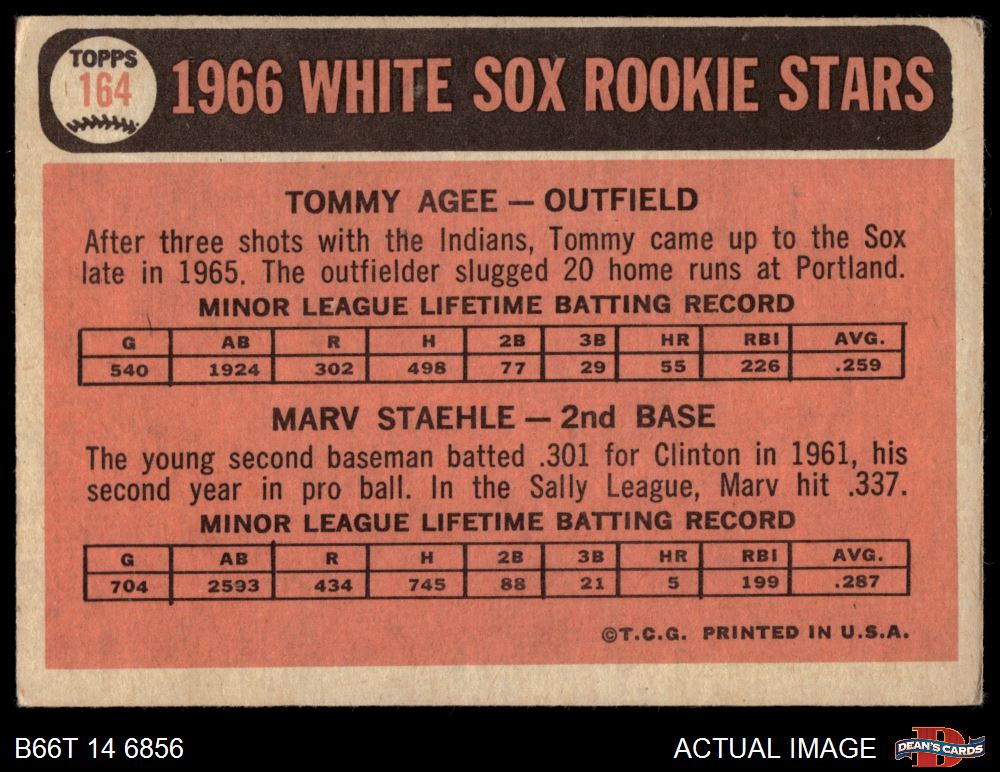 TOPPS
164
1966 WHITE SOX ROOKIE STARS
TOMMY AGEE — OUTFIELD
After three shots with the Indians, Tommy came up to the Sox
late in 1965. The outfielder slugged 20 home runs at Portland.
MINOR LEAGUE LIFETIME BATTING RECORD
G AB R H 2B 3B HR RBI AVG.
540 1924 302 498 77 29 55 226 .259
MARV STAEHLE — 2nd BASE
The young second baseman batted .301 for Clinton in 1961, his
second year in pro ball. In the Sally League, Marv hit .337.
MINOR LEAGUE LIFETIME BATTING RECORD
G AB R H 2B 3B HR RBI AVG.
704 2593 434 745 88 21 5 199 .287
©T.C.G. PRINTED IN U.S.A.
B66T 14 6856
ACTUAL IMAGE
DEAN'S CARDS